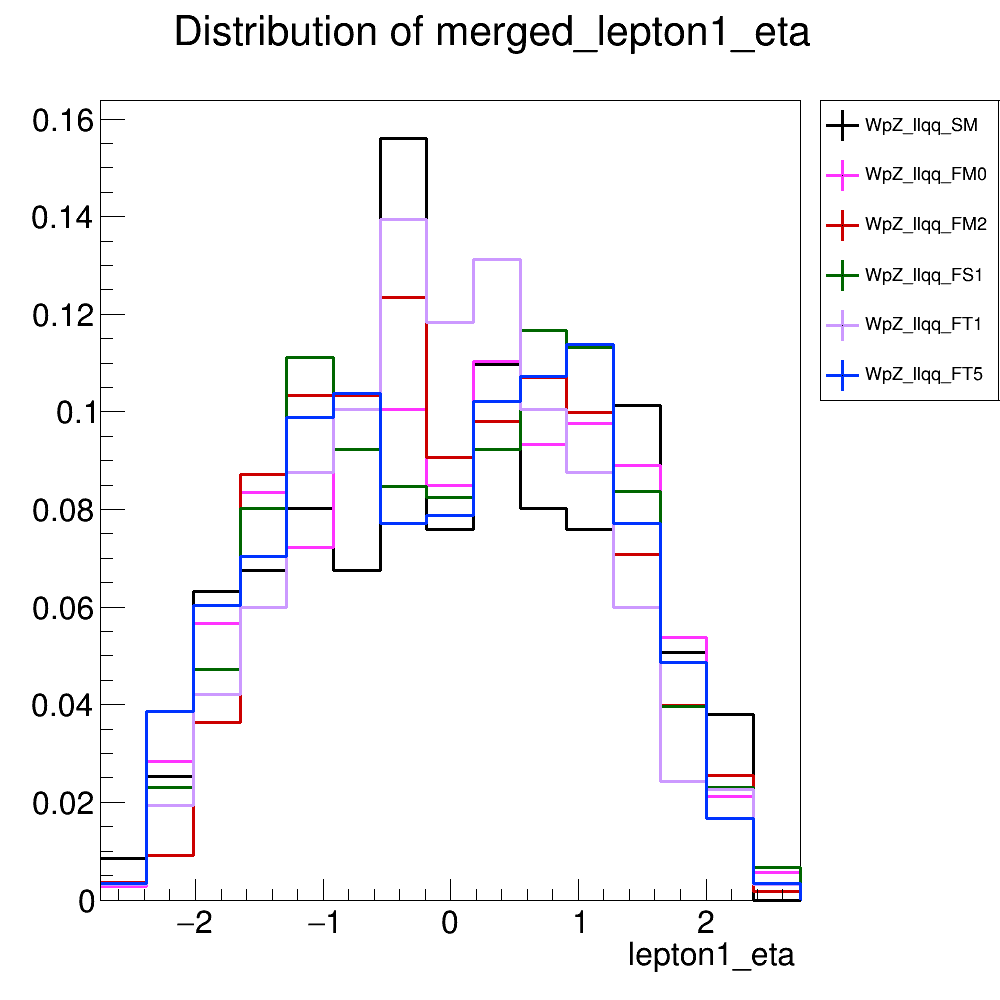 Distribution of merged_lepton1_eta
0.16
0.14
0.12
0.1
0.08
0.06
0.04
0.02
0
−2
−1
0
1
2
lepton1_eta
WpZ_llqq_SM
WpZ_llqq_FM0
WpZ_llqq_FM2
WpZ_llqq_FS1
WpZ_llqq_FT1
WpZ_llqq_FT5